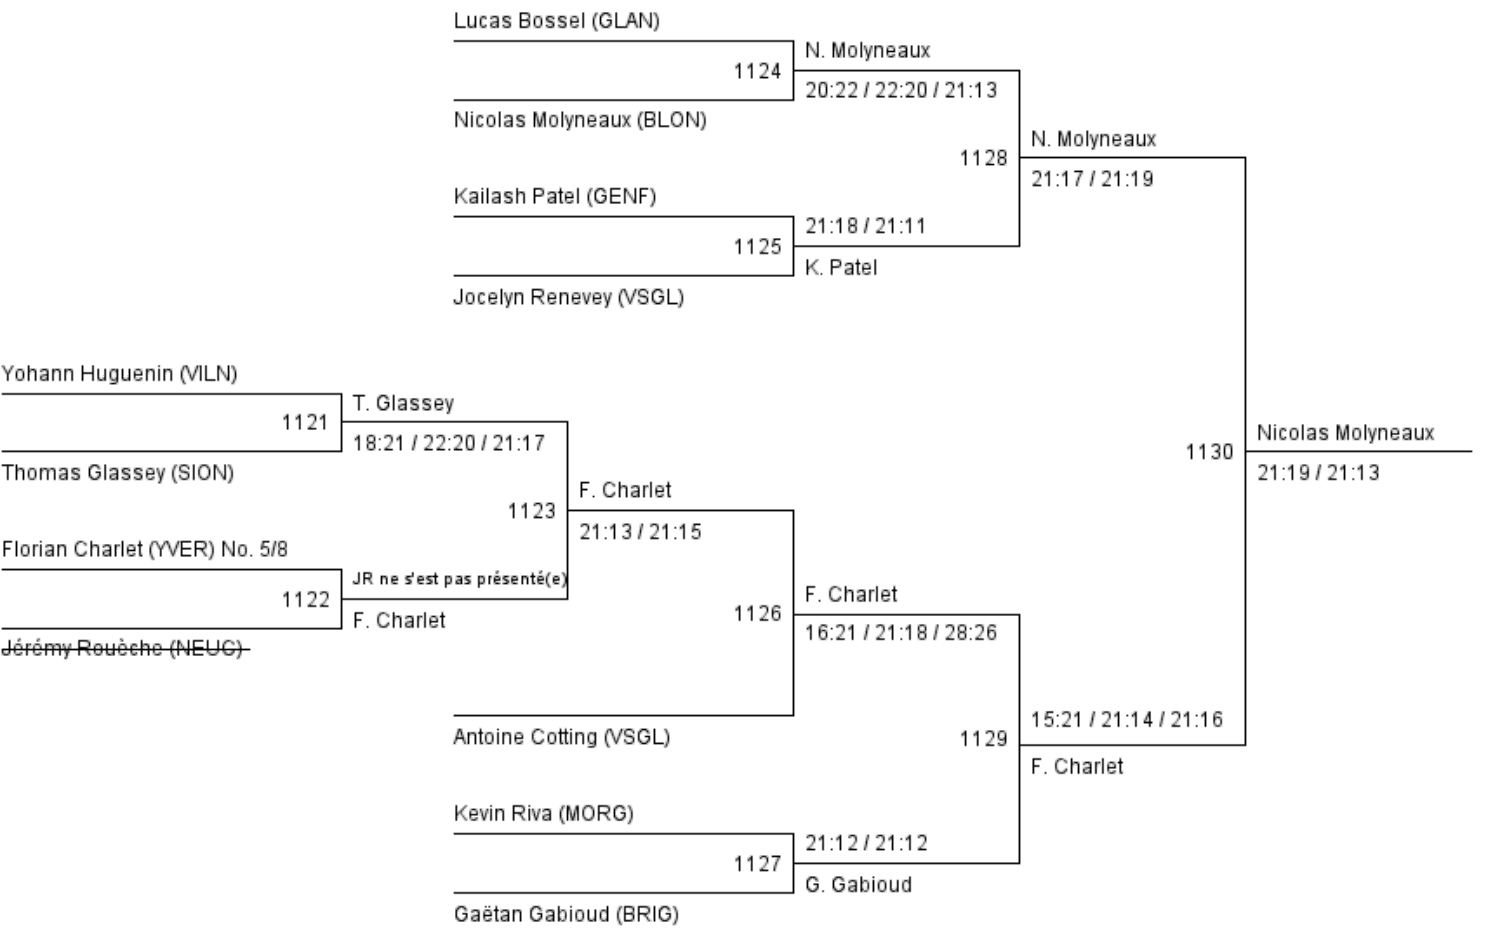 Lucas Bossel (GLAN)
N. Molyneaux
1124
20:22 / 22:20 / 21:13
Nicolas Molyneaux (BLON)
N. Molyneaux
1128
21:17 / 21:19
Kailash Patel (GENF)
21:18 / 21:11
1125
K. Patel
Jocelyn Renevey (VSGL)
Yohann Huguenin (VILN)
T. Glassey
1121
18:21 / 22:20 / 21:17
Thomas Glassey (SION)
Nicolas Molyneaux
1130
21:19 / 21:13
F. Charlet
1123
21:13 / 21:15
Florian Charlet (YVER) No. 5/8
JR ne s'est pas présenté(e)
1122
F. Charlet
Jérémy Rouèche (NEUC)
F. Charlet
1126
16:21 / 21:18 / 28:26
Antoine Cotting (VSGL)
15:21 / 21:14 / 21:16
1129
F. Charlet
Kevin Riva (MORG)
21:12 / 21:12
1127
G. Gabioud
Gaëtan Gabioud (BRIG)